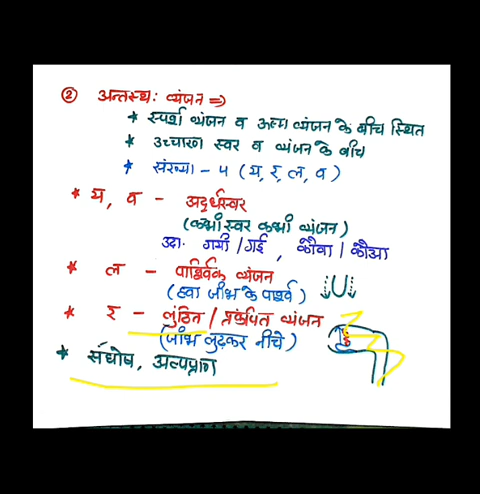 ② अन्तस्थः व्यंजन ⇒
* स्पर्श व्यंजन व ऊष्म व्यंजन के बीच स्थित
* उच्चारण स्वर व व्यंजन के बीच
* संख्या - 4 (य, र, ल, व)
* य, व - अर्द्धस्वर
(कभी स्वर कभी व्यंजन)
उदा. गयी/गई, कौवा/कौआ
* ल - पार्श्विक व्यंजन
(हवा जीभ के पार्श्व)
* र - लुंठित/प्रकंपित व्यंजन
(जीभ लुढ़कर नीचे)
* संघोष, अल्पप्राण